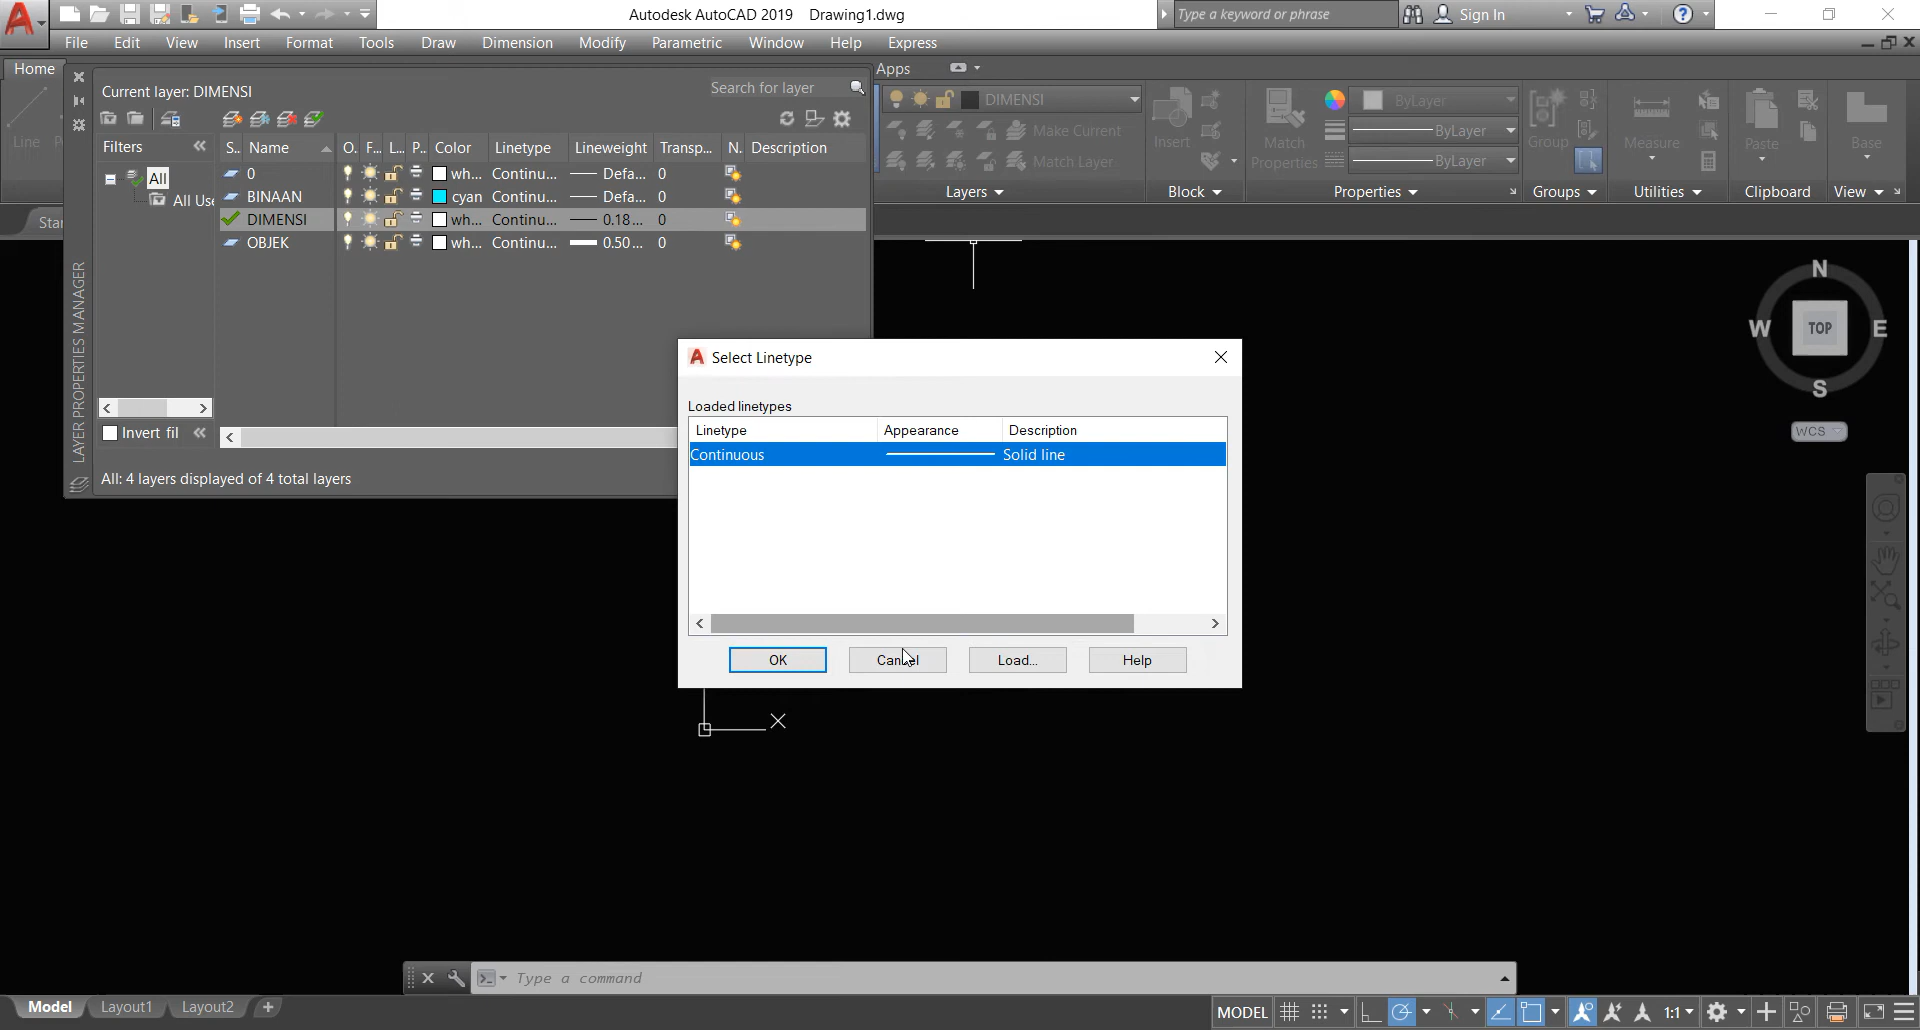 Autodesk AutoCAD 2019 Drawing1.dwg
Type a keyword or phrase
Sign In
File Edit View Insert Format Tools Draw Dimension Modify Parametric Window Help Express
Home
Apps
Line
Current layer: DIMENSI
Search for layer
Filters
S.. Name O. F... L... P.. Color Linetype Lineweight Transp... N. Description
All
0 wh... Continu... Defa... 0
BINAAN cyan Continu... Defa... 0
DIMENSI wh... Continu... 0.18... 0
OBJEK wh... Continu... 0.50... 0
Invert fil
All: 4 layers displayed of 4 total layers
LAYER PROPERTIES MANAGER
DIMENSI
Make Current
Match Layer
Layers
Insert
Block
Match
Properties
ByLayer
ByLayer
ByLayer
Properties
Group
Groups
Measure
Utilities
Paste
Clipboard
Base
View
N
W TOP E
S
WCS
Select Linetype
Loaded linetypes
Linetype Appearance Description
Continuous Solid line
OK Cancel Load... Help
X
Type a command
Model Layout1 Layout2 +
MODEL
1:1